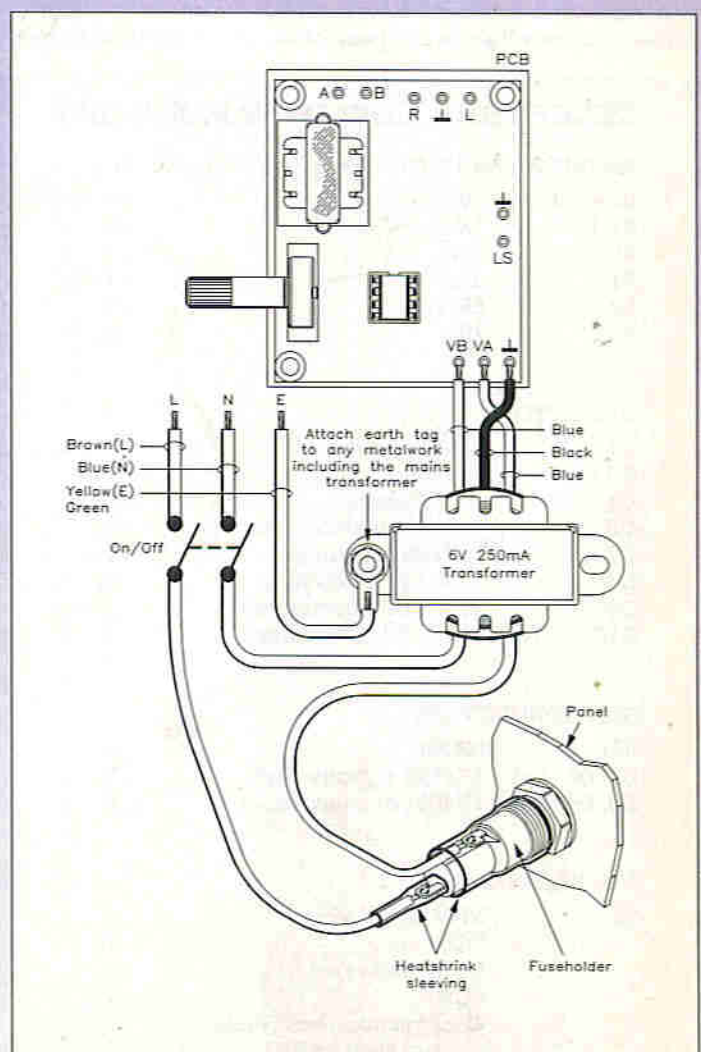 PCB
A B
R ⊥ L
⊥
LS
VB VA ⊥
L N E
Brown(L)
Blue(N)
Yellow(E)
Green
Attach earth tag
to any metalwork
including the mains
transformer
Blue
Black
Blue
On/Off
6V 250mA
Transformer
Panel
Heatshrink
sleeving
Fuseholder